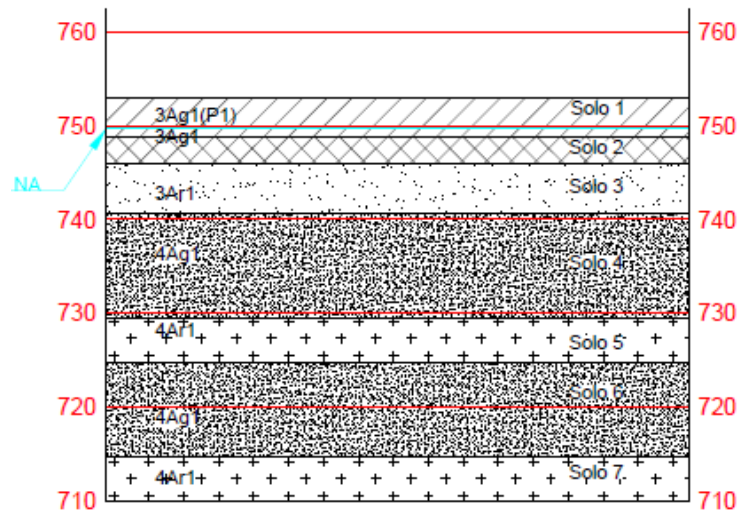 760 760
3Ag1(P1) Solo 1
750 750
3Ag1 Solo 2
NA
3Ar1 Solo 3
740 740
4Ag1 Solo 4
730 730
4Ar1 Solo 5
Solo 6
720 4Ag1 720
4Ar1 Solo 7
710 710